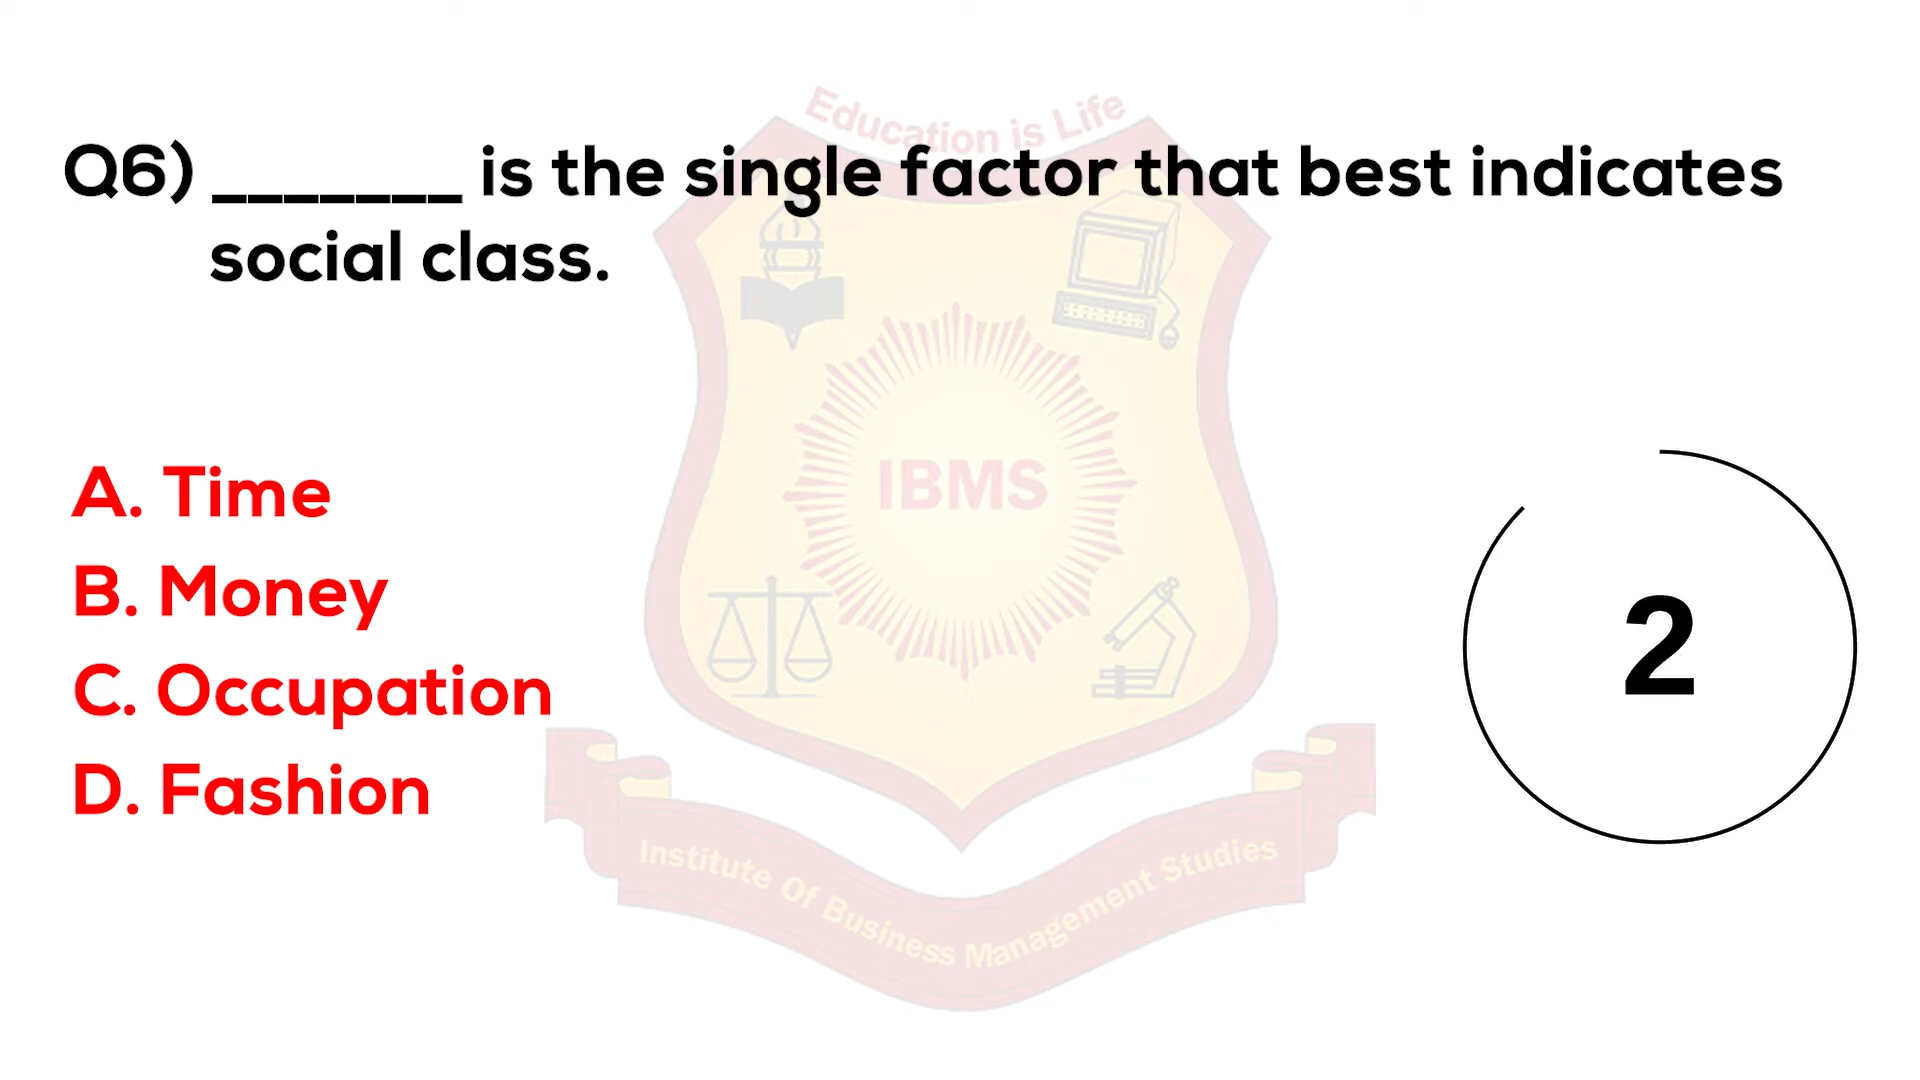 Education is Life
Q6) _______ is the single factor that best indicates
social class.
IBMS
A. Time
B. Money
C. Occupation
D. Fashion
2
Institute Of Business Management Studies